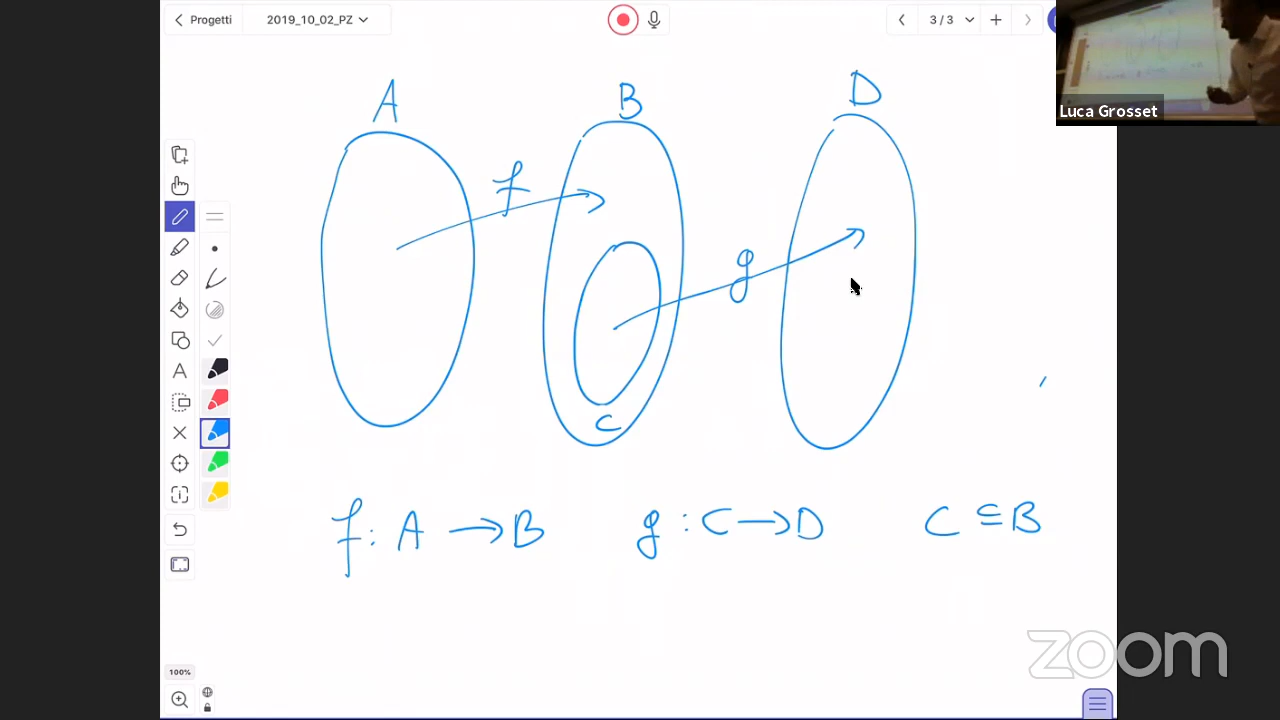 Progetti
2019_10_02_PZ
3/3
Luca Grosset
A
B
D
f
g
C
f: A → B
g: C → D
C ⊆ B
A
100%
zoom